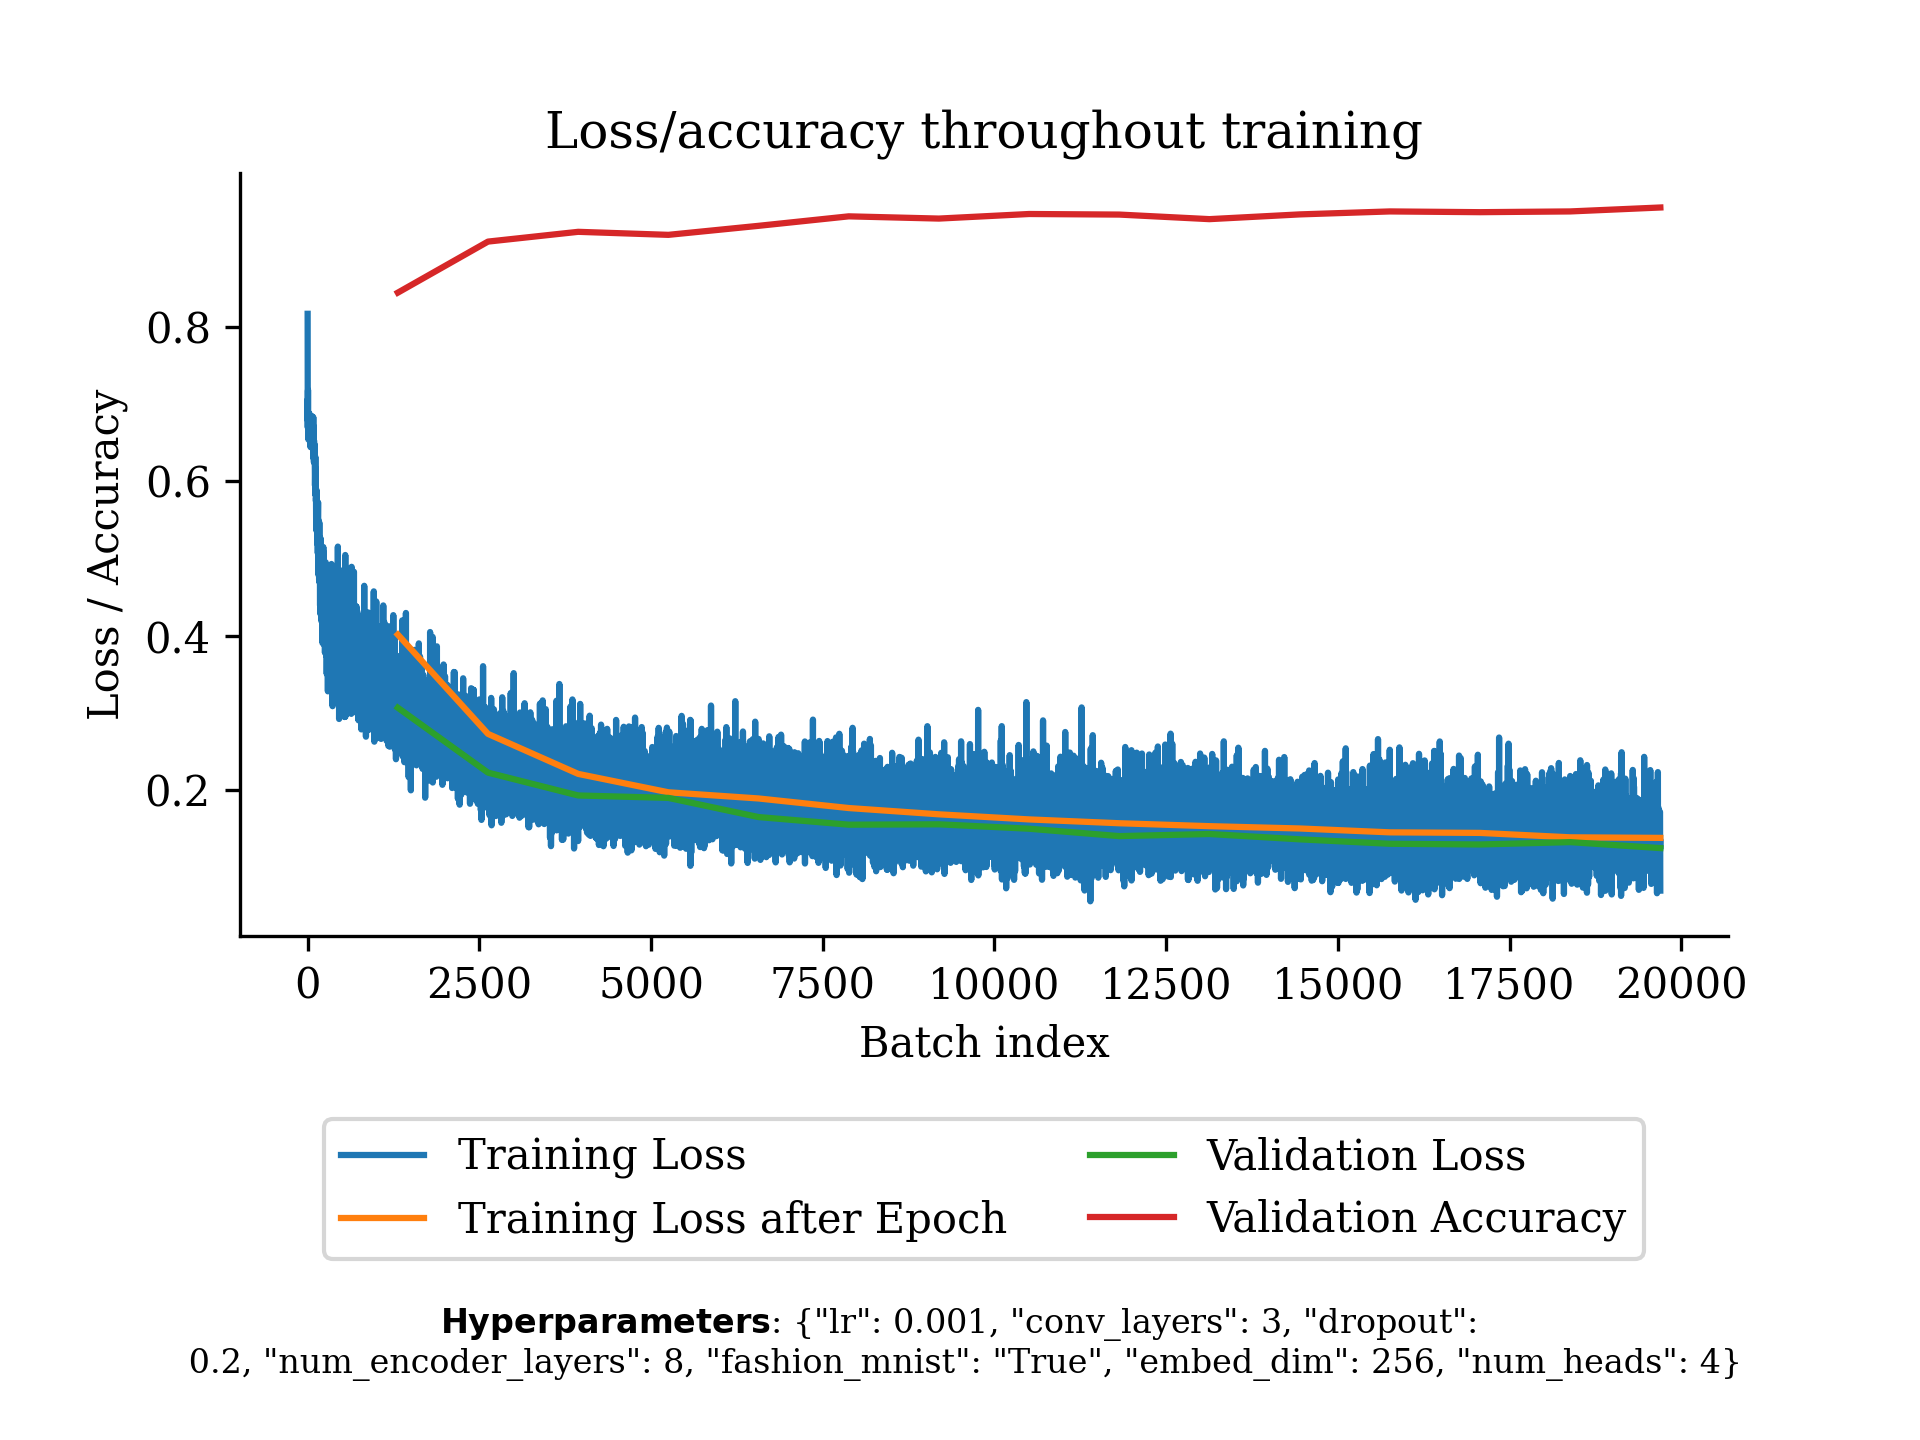 Loss/accuracy throughout training
Loss / Accuracy
0.8
0.6
0.4
0.2
0 2500 5000 7500 10000 12500 15000 17500 20000
Batch index
Training Loss
Training Loss after Epoch
Validation Loss
Validation Accuracy
Hyperparameters: {"lr": 0.001, "conv_layers": 3, "dropout":
0.2, "num_encoder_layers": 8, "fashion_mnist": "True", "embed_dim": 256, "num_heads": 4}